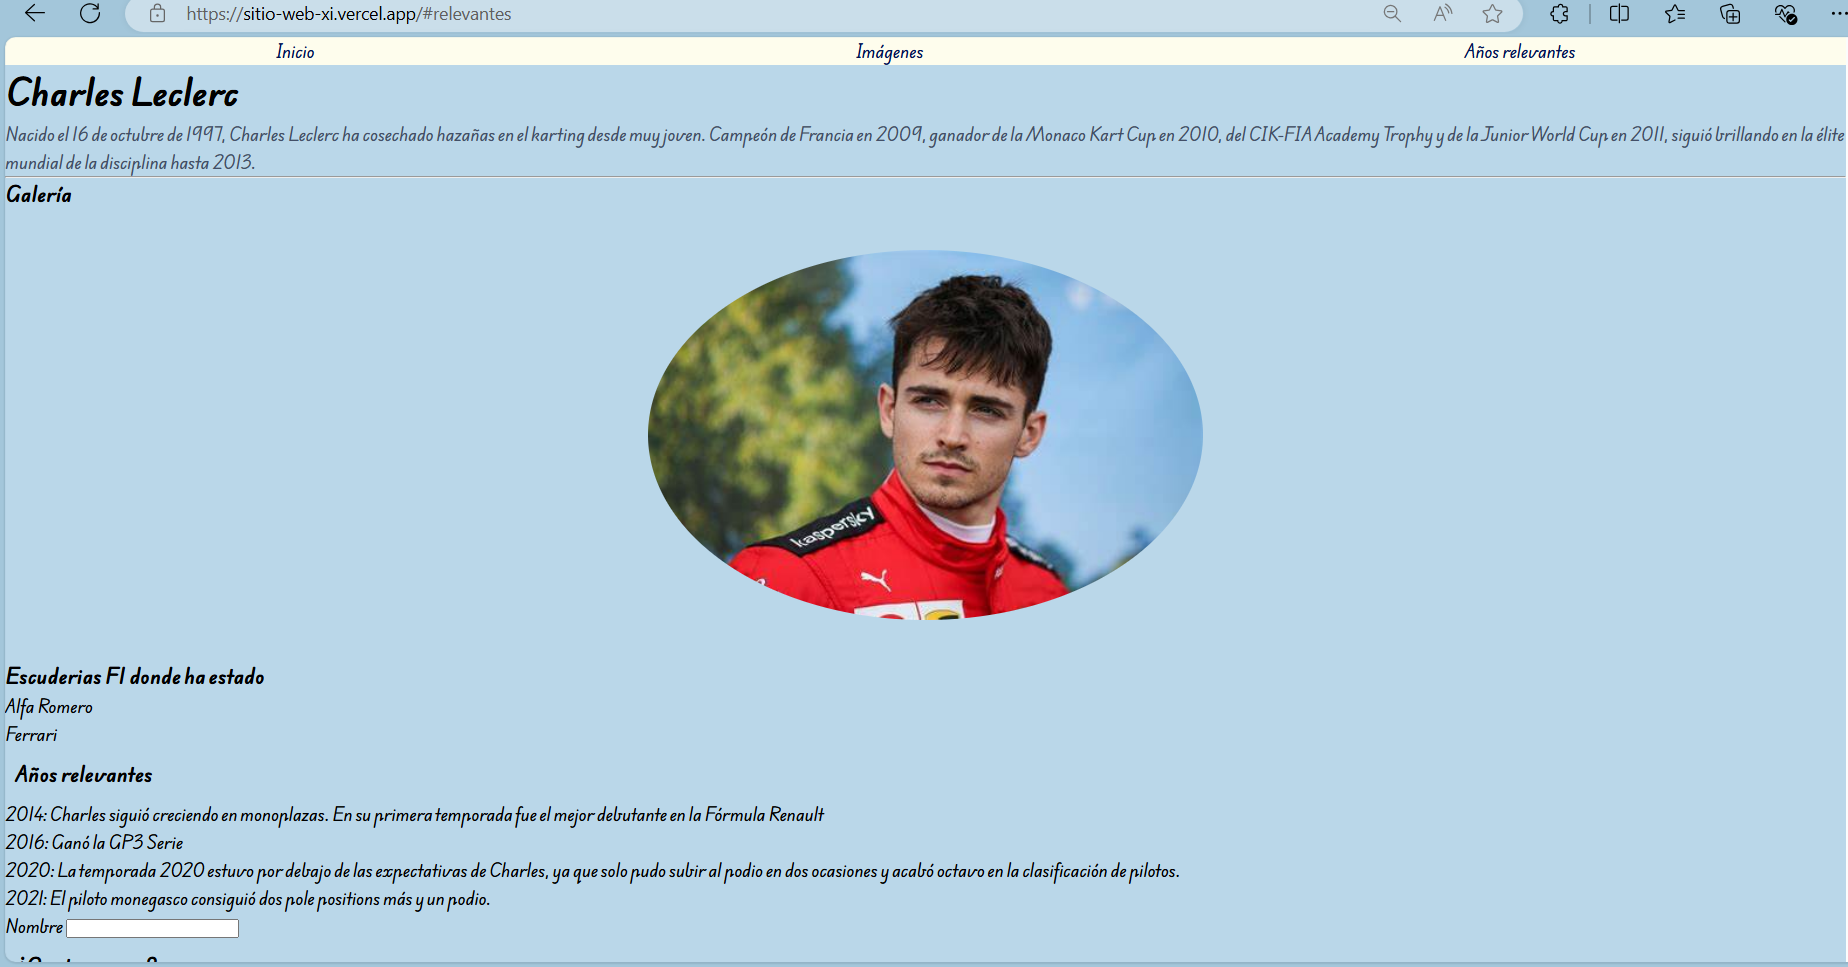 https://sitio-web-xi.vercel.app/#relevantes
Inicio Imágenes Años relevantes
Charles Leclerc
Nacido el 16 de octubre de 1997, Charles Leclerc ha cosechado hazañas en el karting desde muy joven. Campeón de Francia en 2009, ganador de la Monaco Kart Cup en 2010, del CIK-FIA Academy Trophy y de la Junior World Cup en 2011, siguió brillando en la élite
mundial de la disciplina hasta 2013.
Galería
kaspersky
Escuderias F1 donde ha estado
Alfa Romero
Ferrari
Años relevantes
2014: Charles siguió creciendo en monoplazas. En su primera temporada fue el mejor debutante en la Fórmula Renault
2016: Ganó la GP3 Serie
2020: La temporada 2020 estuvo por debajo de las expectativas de Charles, ya que solo pudo subir al podio en dos ocasiones y acabó octavo en la clasificación de pilotos.
2021: El piloto monegasco consiguió dos pole positions más y un podio.
Nombre